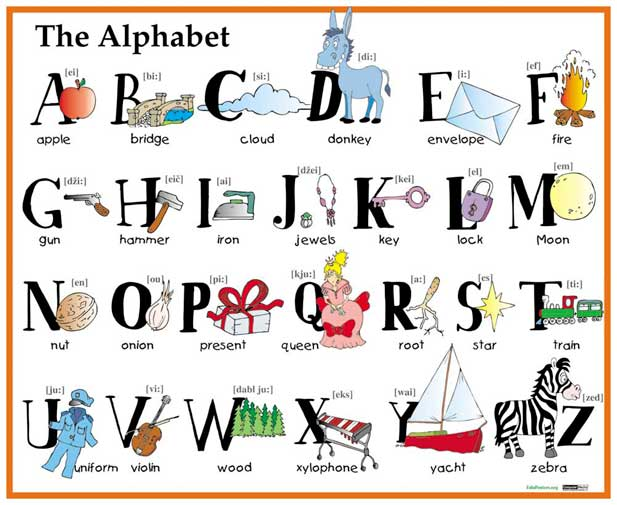 The Alphabet
A [ei] B [bi:] C [si:] D [di:] E [i:] F [ef]
apple bridge cloud donkey envelope fire
G [dži:] H [eič] I [ai] J [džei] K [kei] L [el] M [em]
gun hammer iron jewels key lock Moon
N [en] O [ou] P [pi:] Q [kju:] R [a:] S [es] T [ti:]
nut onion present queen root star train
U [ju:] V [vi:] W [dabl ju:] X [eks] Y [wai] Z [zed]
uniform violin wood xylophone yacht zebra